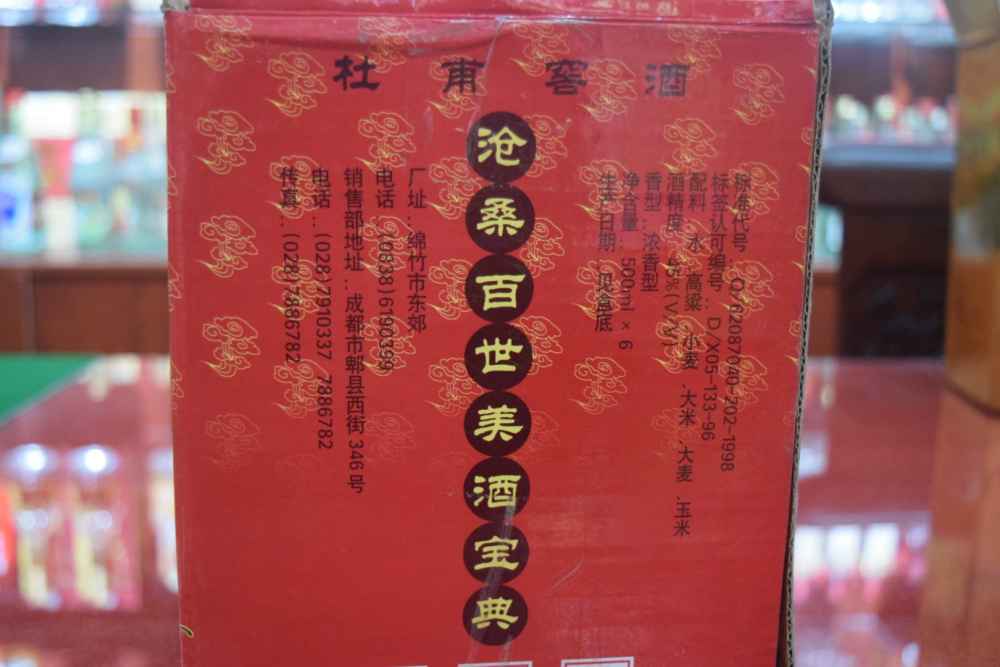 杜甫窖酒
标准代号:Q/62087040-202-1998
标签认可编号:DX05-133-96
配料:水、高粱、小麦、大米、大麦、玉米
酒精度:%(V/V)
香型:浓香型
净含量:500ml×6
生产日期:见盒底
沧桑百世美酒宝典
厂址:绵竹市东郊
电话:(0838)6190399
销售部地址:成都市郫县西街346号
电话:(028)7910337 7886782
传真:(028)7886782